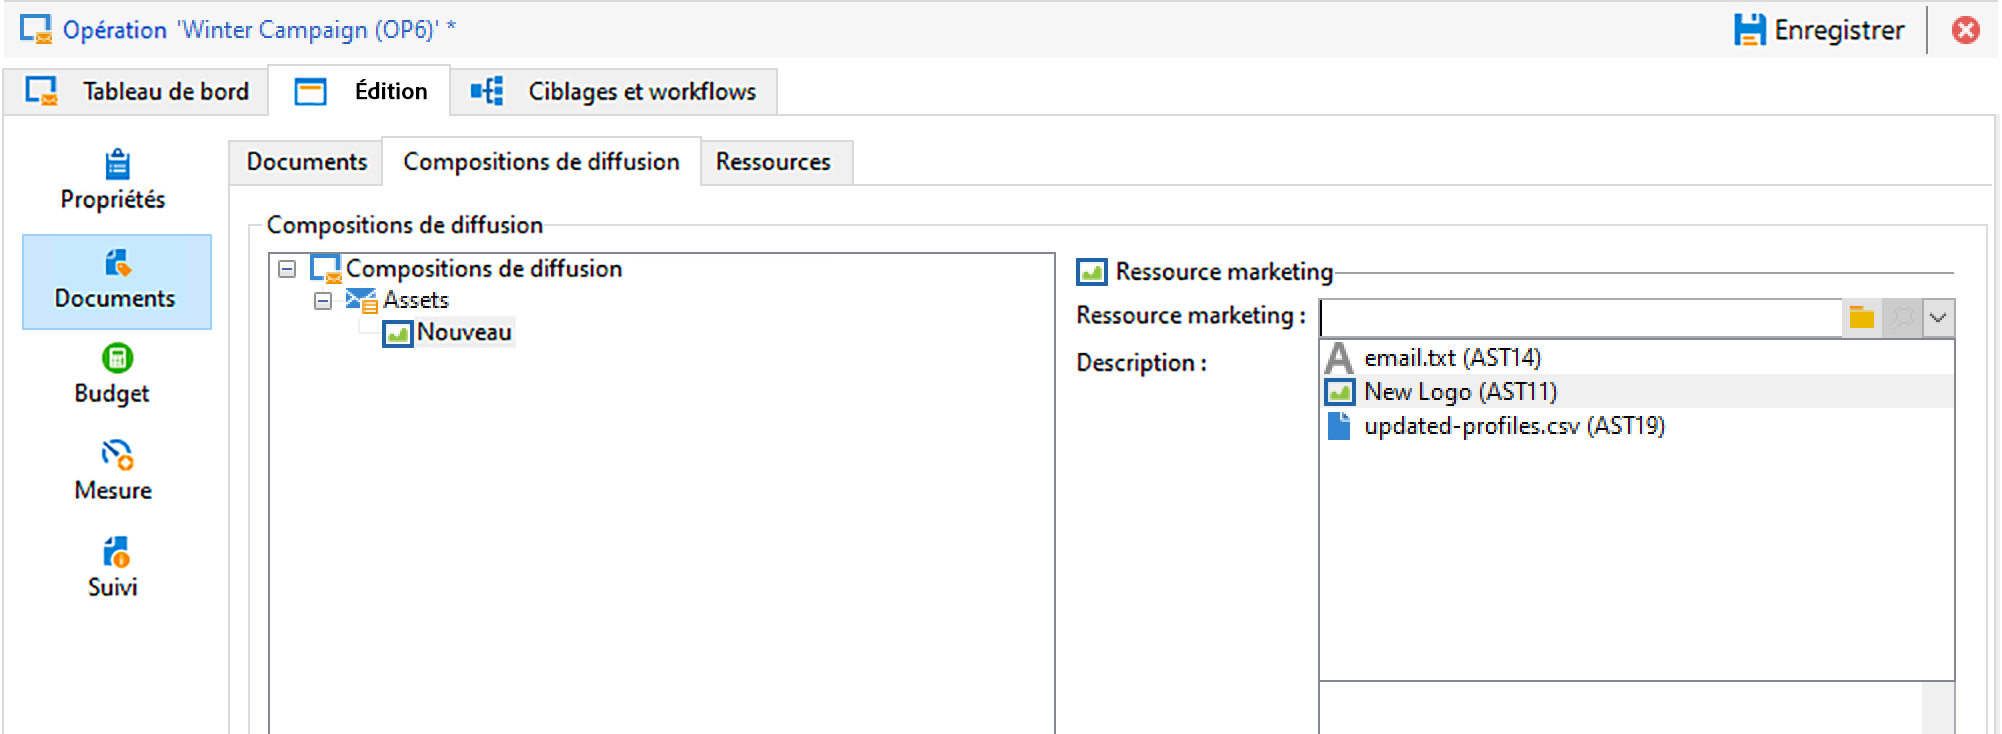 Opération 'Winter Campaign (OP6)' *
Enregistrer
Tableau de bord
Édition
Ciblages et workflows
Propriétés
Documents
Budget
Mesure
Suivi
Documents
Compositions de diffusion
Ressources
Compositions de diffusion
Compositions de diffusion
Assets
Nouveau
Ressource marketing
Ressource marketing :
Description :
email.txt (AST14)
New Logo (AST11)
updated-profiles.csv (AST19)